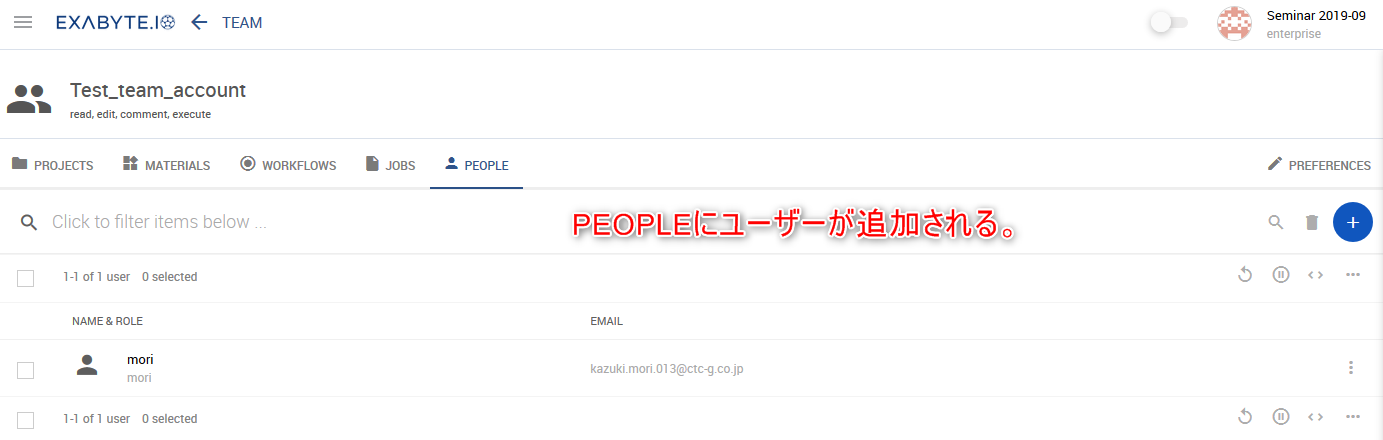 EXABYTE.IO TEAM Seminar 2019-09
enterprise
Test_team_account
read, edit, comment, execute
PROJECTS MATERIALS WORKFLOWS JOBS PEOPLE PREFERENCES
Click to filter items below ... PEOPLEにユーザーが追加される。
1-1 of 1 user 0 selected
NAME & ROLE EMAIL
mori
mori kazuki.mori.013@ctc-g.co.jp
1-1 of 1 user 0 selected